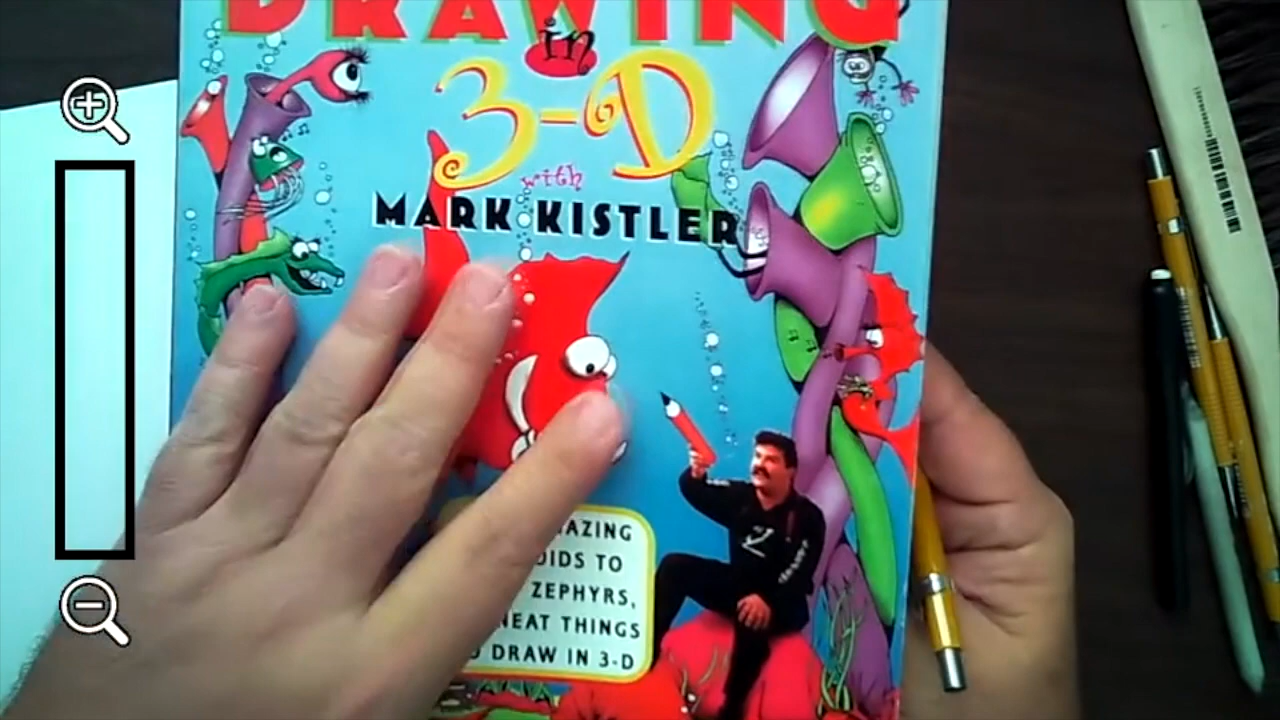 DRAWING
in
3-D
with
MARK KISTLER
AZING
OIDS TO
ZEPHYRS,
NEAT THINGS
DRAW IN 3-D